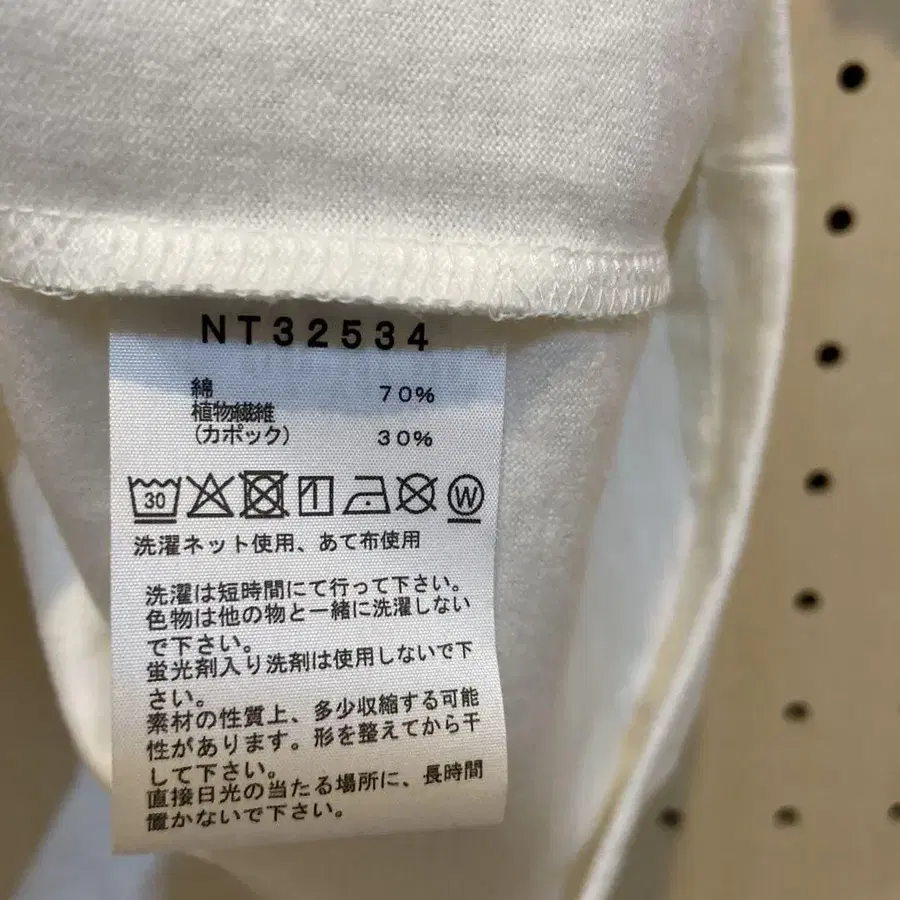 NT32534
綿 70%
植物繊維
(カポック) 30%
30 W
洗濯ネット使用、あて布使用
洗濯は短時間にて行って下さい。
色物は他の物と一緒に洗濯しない
で下さい。
蛍光剤入り洗剤は使用しないで下
さい。
素材の性質上、多少収縮する可能
性があります。形を整えてから干
して下さい。
直接日光の当たる場所に、長時間
置かないで下さい。